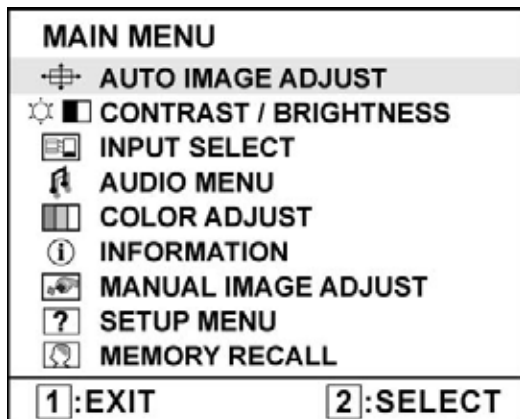 MAIN MENU
AUTO IMAGE ADJUST
CONTRAST / BRIGHTNESS
INPUT SELECT
AUDIO MENU
COLOR ADJUST
i INFORMATION
MANUAL IMAGE ADJUST
? SETUP MENU
MEMORY RECALL
1:EXIT 2:SELECT